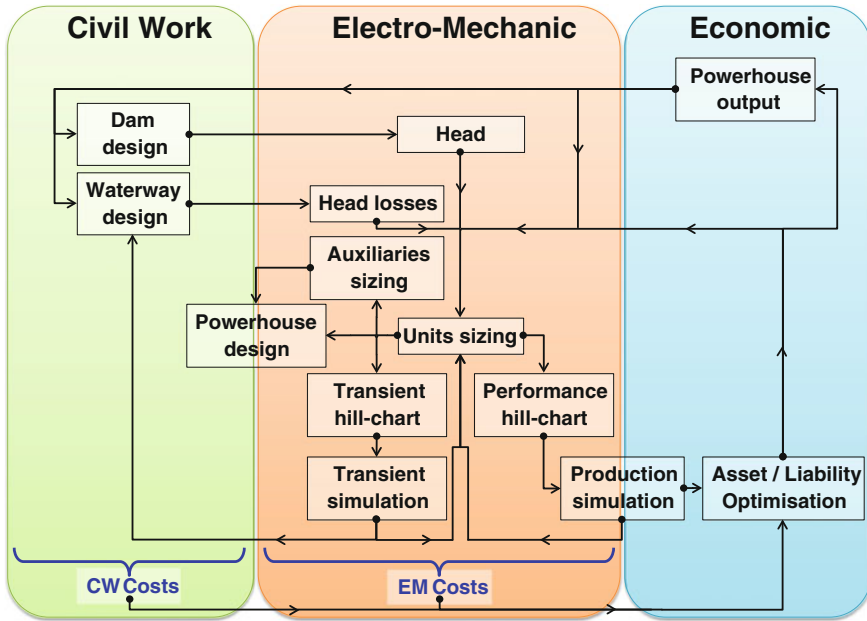 Civil Work
Electro-Mechanic
Economic
Powerhouse
output
Dam
design
Head
Waterway
design
Head losses
Auxiliaries
sizing
Powerhouse
design
Units sizing
Transient
hill-chart
Performance
hill-chart
Transient
simulation
Production
simulation
Asset / Liability
Optimisation
CW Costs
EM Costs